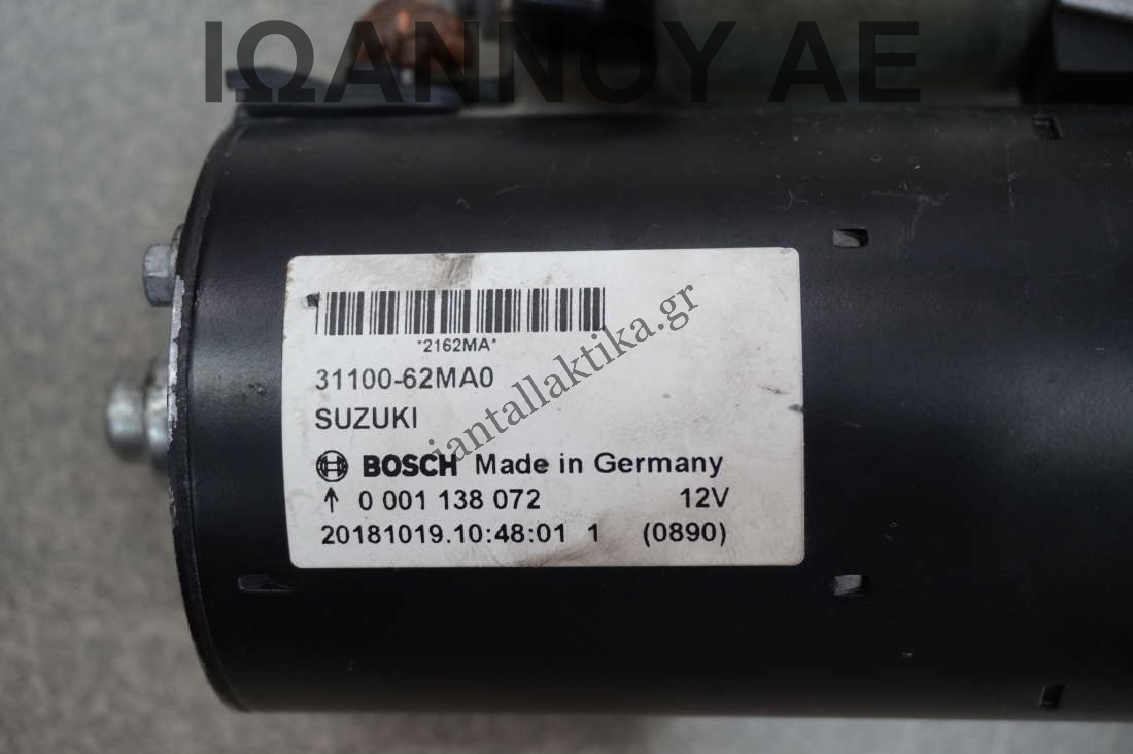 ΙΩΑΝΝΟΥ ΑΕ
*2162MA*
31100-62MA0
SUZUKI
iantallaktika.gr
BOSCH Made in Germany
↑ 0 001 138 072 12V
20181019.10:48:01 1 (0890)